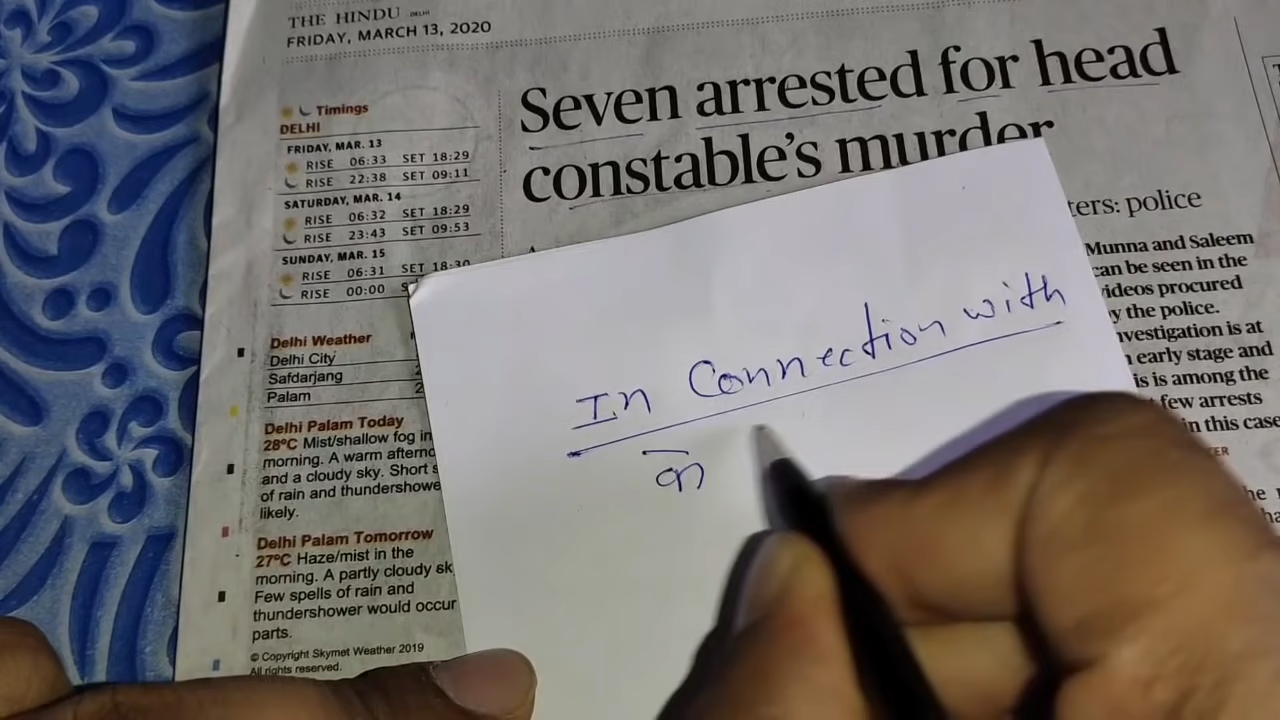 THE HINDU DELHI
FRIDAY, MARCH 13, 2020
Seven arrested for head
constable's murder
ters: police
Timings
DELHI
FRIDAY, MAR. 13
RISE 06:33 SET 18:29
RISE 22:38 SET 09:11
SATURDAY, MAR. 14
RISE 06:32 SET 18:29
RISE 23:43 SET 09:53
SUNDAY, MAR. 15
RISE 06:31 SET 18:30
RISE 00:00
Delhi Weather
Delhi City
Safdarjang
Palam
Delhi Palam Today
28°C Mist/shallow fog in
morning. A warm afterno
and a cloudy sky. Short s
of rain and thundershowe
likely.
Delhi Palam Tomorrow
27°C Haze/mist in the
morning. A partly cloudy sk
Few spells of rain and
thundershower would occur
parts.
© Copyright Skymet Weather 2019
All rights reserved.
In Connection with
Munna and Saleem
can be seen in the
videos procured
y the police.
nvestigation is at
early stage and
is is among the
few arrests
in this case